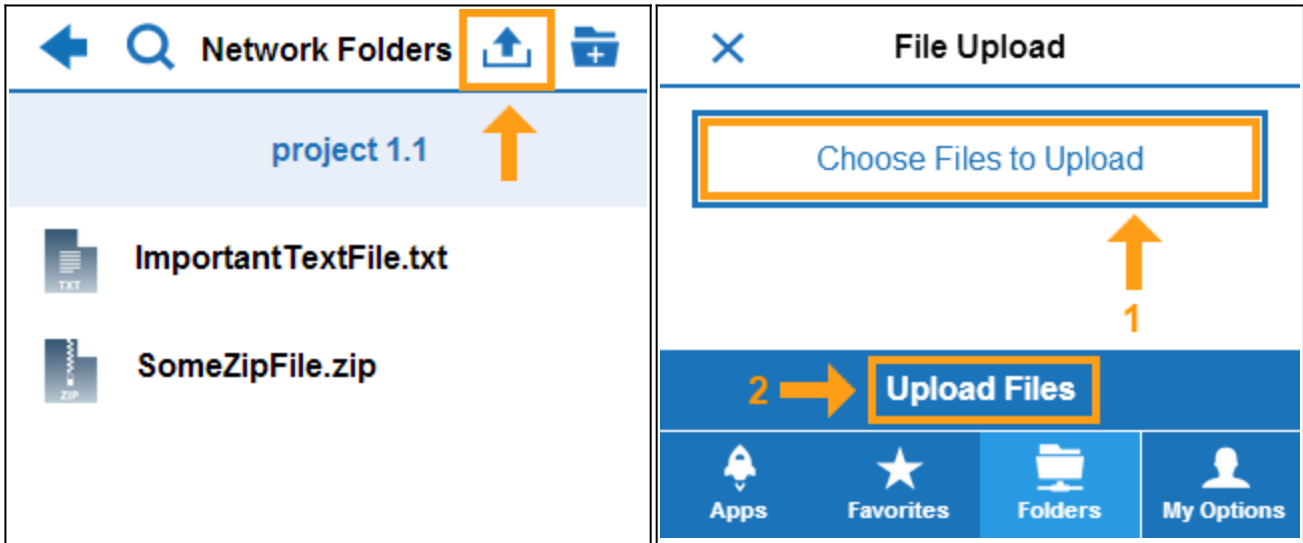 Network Folders
project 1.1
TXT
ImportantTextFile.txt
ZIP
SomeZipFile.zip
File Upload
Choose Files to Upload
1
2
Upload Files
Apps
Favorites
Folders
My Options